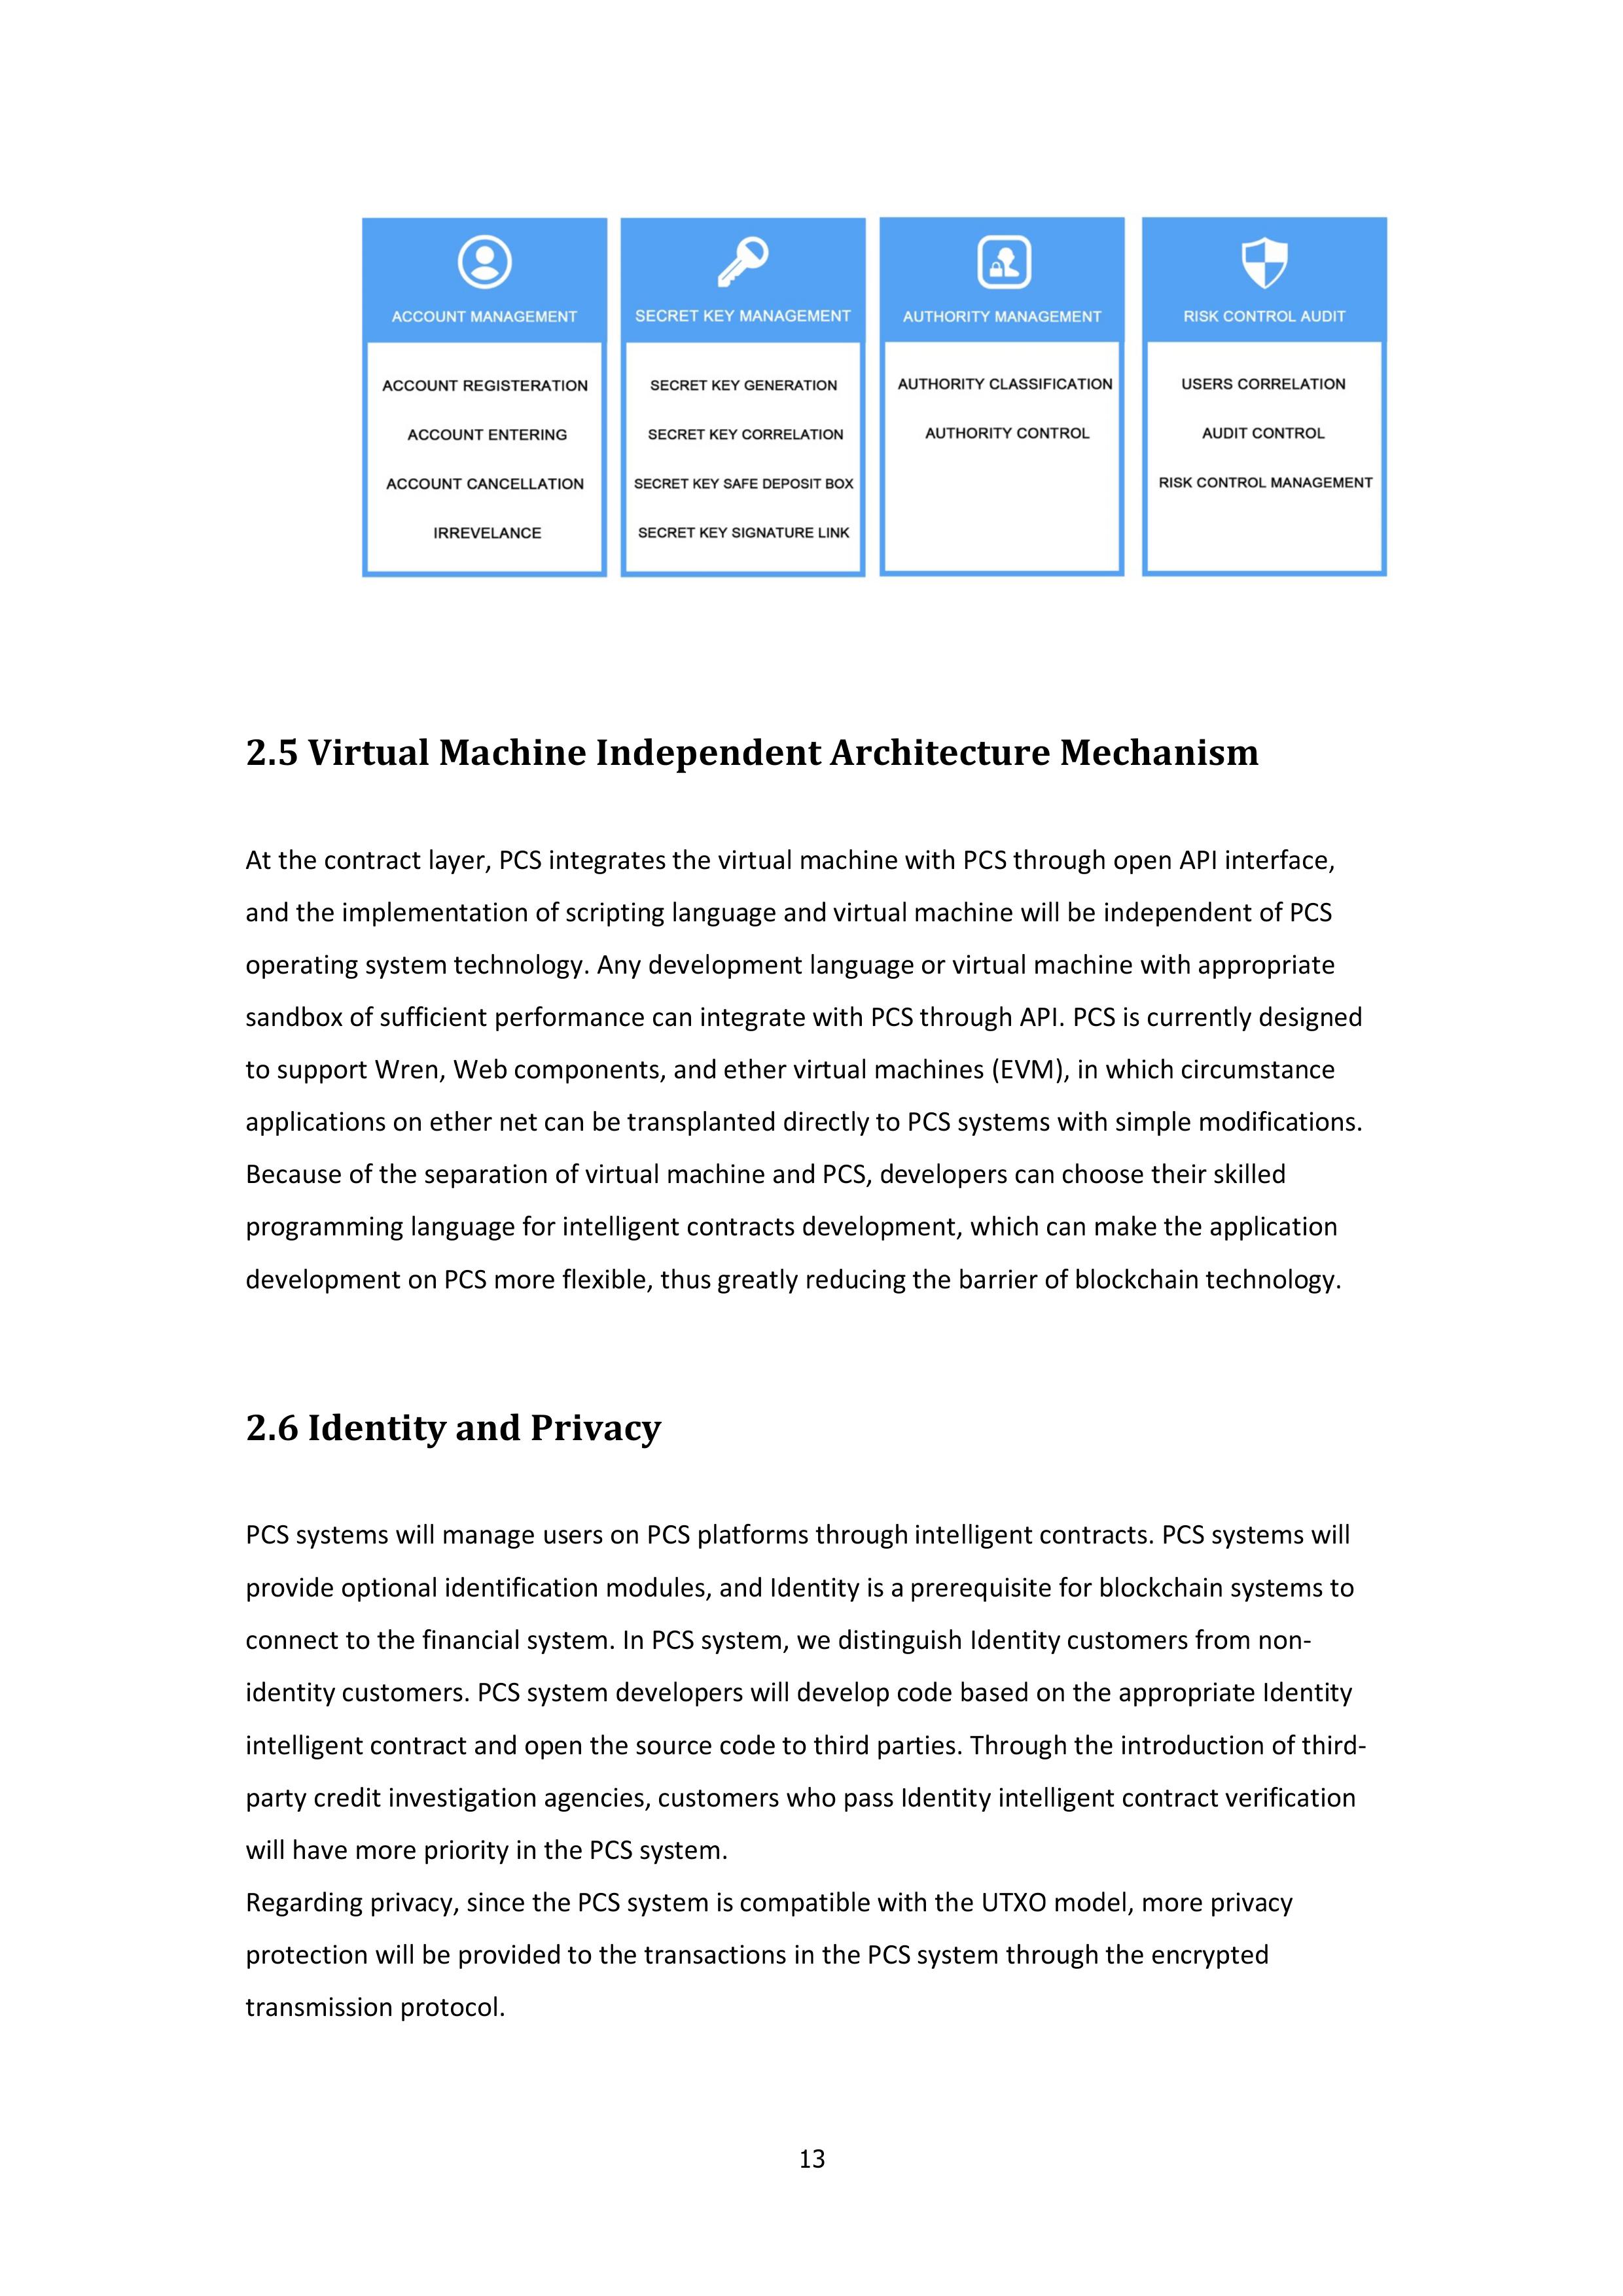 ACCOUNT MANAGEMENT
ACCOUNT REGISTERATION
ACCOUNT ENTERING
ACCOUNT CANCELLATION
IRREVELANCE
SECRET KEY MANAGEMENT
SECRET KEY GENERATION
SECRET KEY CORRELATION
SECRET KEY SAFE DEPOSIT BOX
SECRET KEY SIGNATURE LINK
AUTHORITY MANAGEMENT
AUTHORITY CLASSIFICATION
AUTHORITY CONTROL
RISK CONTROL AUDIT
USERS CORRELATION
AUDIT CONTROL
RISK CONTROL MANAGEMENT
2.5 Virtual Machine Independent Architecture Mechanism
At the contract layer, PCS integrates the virtual machine with PCS through open API interface,
and the implementation of scripting language and virtual machine will be independent of PCS
operating system technology. Any development language or virtual machine with appropriate
sandbox of sufficient performance can integrate with PCS through API. PCS is currently designed
to support Wren, Web components, and ether virtual machines (EVM), in which circumstance
applications on ether net can be transplanted directly to PCS systems with simple modifications.
Because of the separation of virtual machine and PCS, developers can choose their skilled
programming language for intelligent contracts development, which can make the application
development on PCS more flexible, thus greatly reducing the barrier of blockchain technology.
2.6 Identity and Privacy
PCS systems will manage users on PCS platforms through intelligent contracts. PCS systems will
provide optional identification modules, and Identity is a prerequisite for blockchain systems to
connect to the financial system. In PCS system, we distinguish Identity customers from non-
identity customers. PCS system developers will develop code based on the appropriate Identity
intelligent contract and open the source code to third parties. Through the introduction of third-
party credit investigation agencies, customers who pass Identity intelligent contract verification
will have more priority in the PCS system.
Regarding privacy, since the PCS system is compatible with the UTXO model, more privacy
protection will be provided to the transactions in the PCS system through the encrypted
transmission protocol.
13